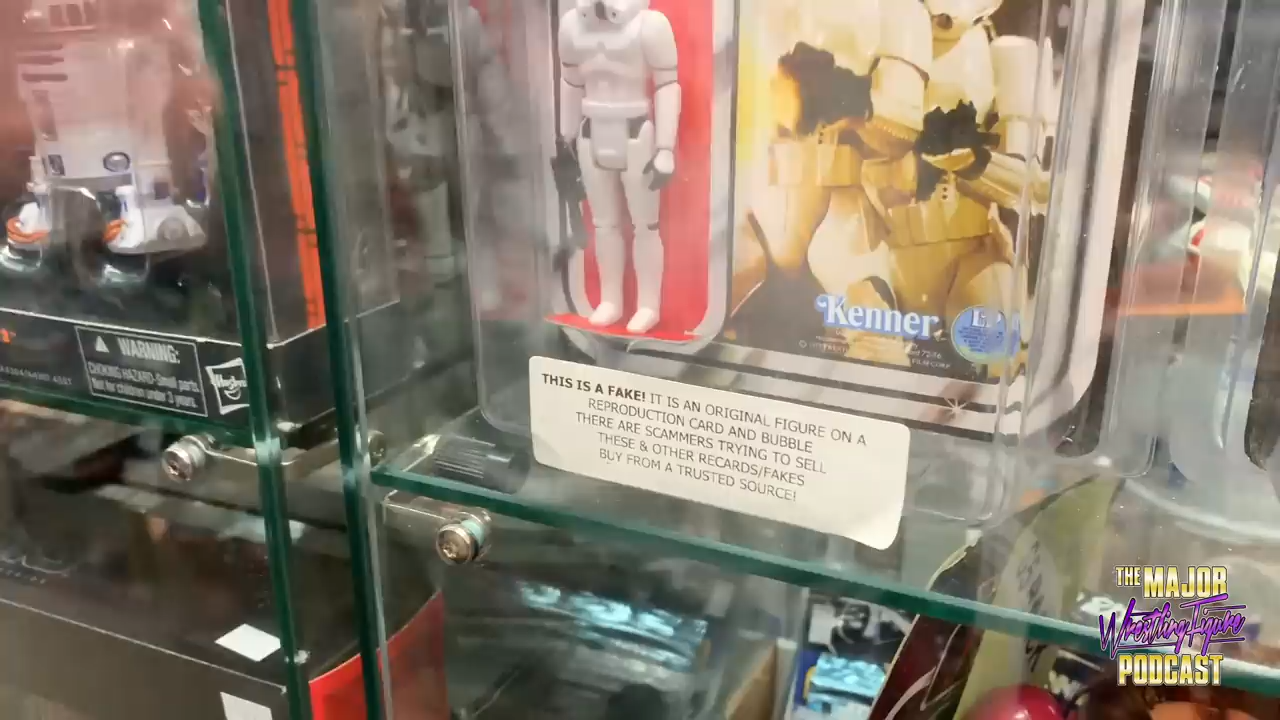 Kenner
WARNING:
CHOKING HAZARD-Small parts.
Not for children under 3 years.
Hasbro
THIS IS A FAKE! IT IS AN ORIGINAL FIGURE ON A
REPRODUCTION CARD AND BUBBLE
THERE ARE SCAMMERS TRYING TO SELL
THESE & OTHER RECARDS/FAKES
BUY FROM A TRUSTED SOURCE!
THE MAJOR
Wrestling Figure
PODCAST